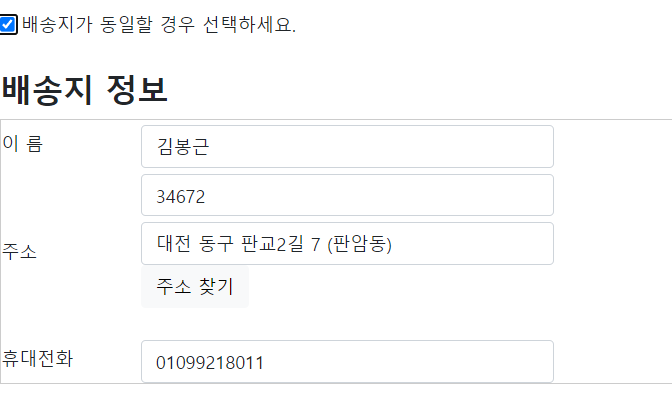 배송지가 동일할 경우 선택하세요.
배송지 정보
이 름 김봉근
34672
주소 대전 동구 판교2길 7 (판암동)
주소 찾기
휴대전화 01099218011